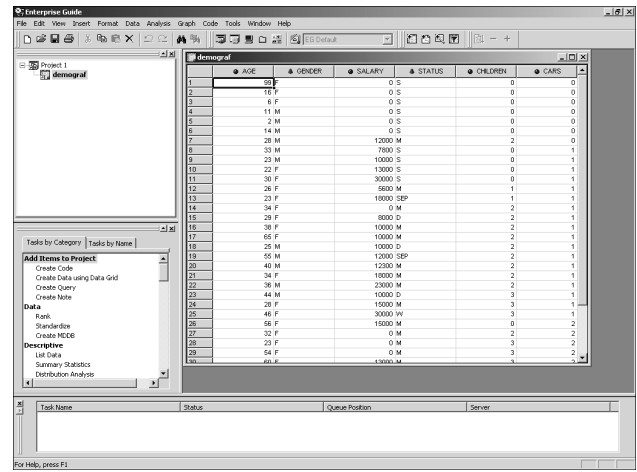 Enterprise Guide
File Edit View Insert Format Data Analysis Graph Code Tools Window Help
EG Default
Project 1
demograf
demograf
AGE GENDER SALARY STATUS CHILDREN CARS
1 99 F 0 S 0 0
2 16 F 0 S 0 0
3 6 F 0 S 0 0
4 11 M 0 S 0 0
5 2 M 0 S 0 0
6 14 M 0 S 0 0
7 28 M 12000 M 2 0
8 33 M 7800 S 0 1
9 23 M 10000 S 0 1
10 22 F 13000 S 0 1
11 30 F 30000 S 0 1
12 26 F 5600 M 1 1
13 23 F 18000 SEP 1 1
14 34 F 0 M 2 1
15 29 F 8000 D 2 1
16 38 F 10000 M 2 1
17 65 F 10000 M 2 1
18 25 M 10000 D 2 1
19 55 M 12000 SEP 2 1
20 40 M 12300 M 2 1
21 34 F 18000 M 2 1
22 36 M 23000 M 2 1
23 44 M 10000 D 3 1
24 28 F 15000 M 3 1
25 46 F 30000 W 3 1
26 56 F 15000 M 0 2
27 32 F 0 M 2 2
28 23 F 0 M 3 2
29 54 F 0 M 3 2
30 60 F 13000 M 3 2
Tasks by Category Tasks by Name
Add Items to Project
Create Code
Create Data using Data Grid
Create Query
Create Note
Data
Rank
Standardize
Create MDDB
Descriptive
List Data
Summary Statistics
Distribution Analysis
Task Name Status Queue Position Server
For Help, press F1